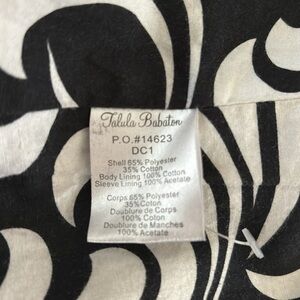 Talula Babaton
P.O.#14623
DC1
Shell 65% Polyester
35% Cotton
Body Lining 100% Cotton
Sleeve Lining 100% Acetate
Corps 65% Polyester
35% Coton
Doublure de Corps
100% Coton
Doublure de Manches
100% Acetate